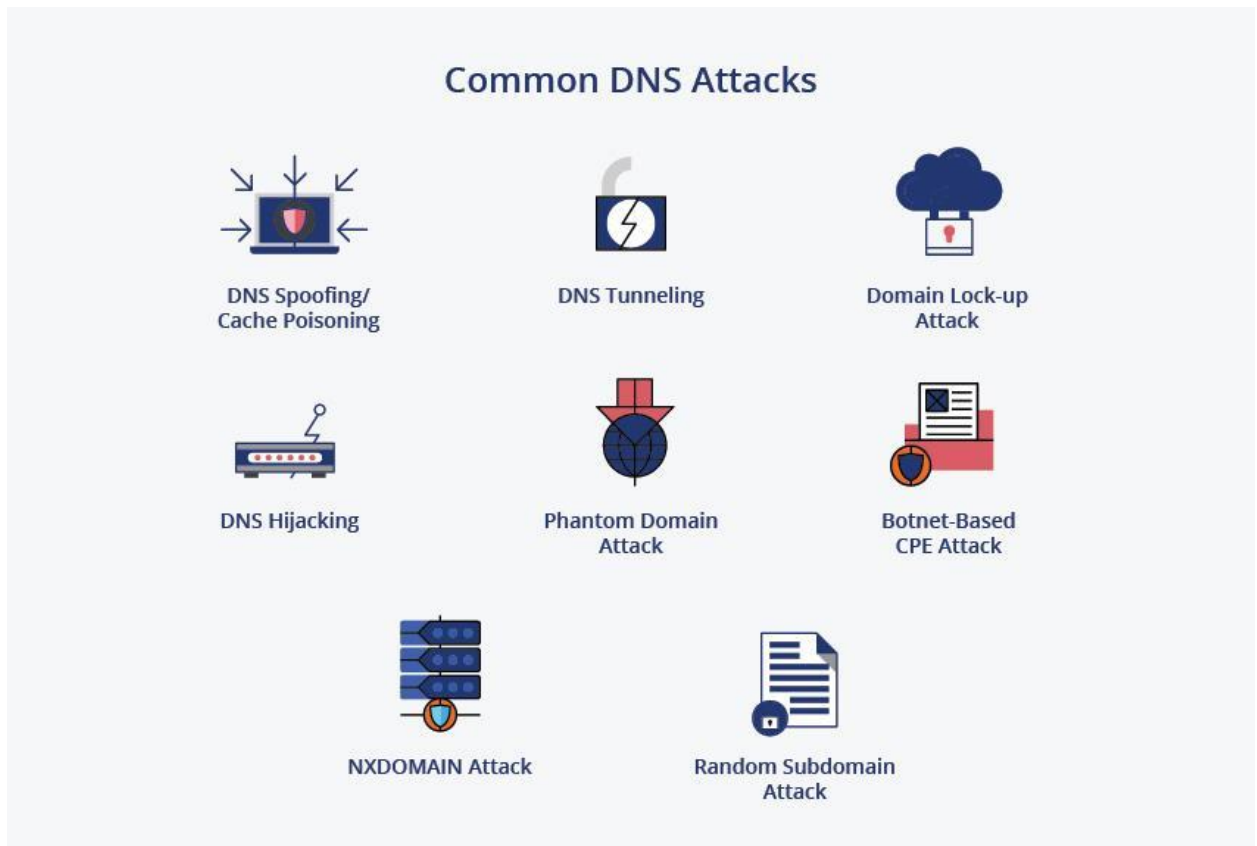 Common DNS Attacks
DNS Spoofing/
Cache Poisoning
DNS Tunneling
Domain Lock-up
Attack
DNS Hijacking
Phantom Domain
Attack
Botnet-Based
CPE Attack
NXDOMAIN Attack
Random Subdomain
Attack